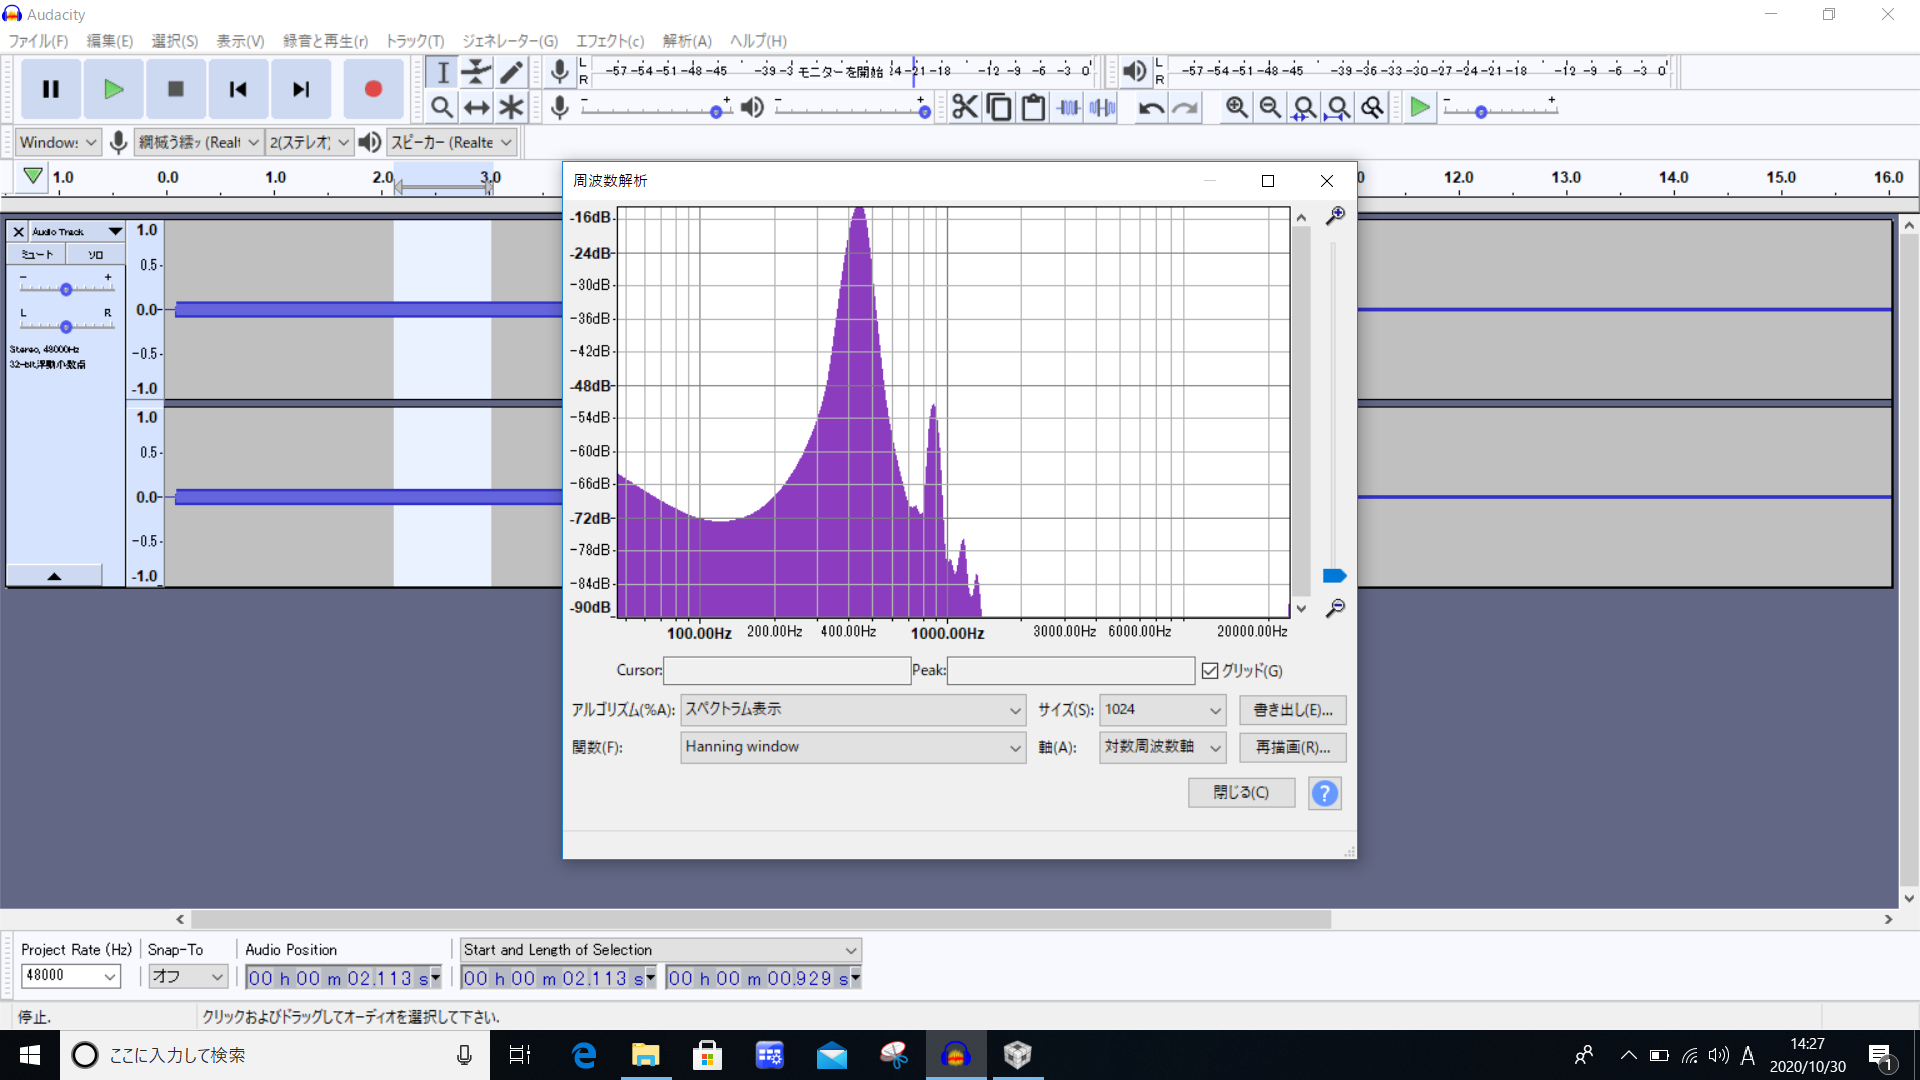 Audacity
ファイル(F) 編集(E) 選択(S) 表示(V) 録音と再生(r) トラック(T) ジェネレーター(G) エフェクト(c) 解析(A) ヘルプ(H)
L
R
-57 -54 -51 -48 -45 -39 -3 モニターを開始 24 -21 -18 -12 -9 -6 -3 0
L
R
-57 -54 -51 -48 -45 -39 -36 -33 -30 -27 -24 -21 -18 -12 -9 -6 -3 0
Window: (Realt 2(ステレオ) スピーカー (Realte
1.0 0.0 1.0 2.0 3.0 0 12.0 13.0 14.0 15.0 16.0
Audio Track
ミュート ソロ
- +
L R
Stereo, 48000Hz
32-bit 浮動小数点
1.0
0.5
0.0
-0.5
-1.0
1.0
0.5
0.0
-0.5
-1.0
周波数解析
-16dB
-24dB
-30dB
-36dB
-42dB
-48dB
-54dB
-60dB
-66dB
-72dB
-78dB
-84dB
-90dB
100.00Hz 200.00Hz 400.00Hz 1000.00Hz 3000.00Hz 6000.00Hz 20000.00Hz
Cursor: Peak: グリッド(G)
アルゴリズム(%A): スペクトラム表示 サイズ(S): 1024 書き出し(E)...
関数(F): Hanning window 軸(A): 対数周波数軸 再描画(R)...
閉じる(C) ?
Project Rate (Hz) Snap-To Audio Position Start and Length of Selection
48000 オフ 00 h 00 m 02.113 s 00 h 00 m 02.113 s 00 h 00 m 00.929 s
停止. クリックおよびドラッグしてオーディオを選択して下さい.
ここに入力して検索
A
14:27
2020/10/30
1